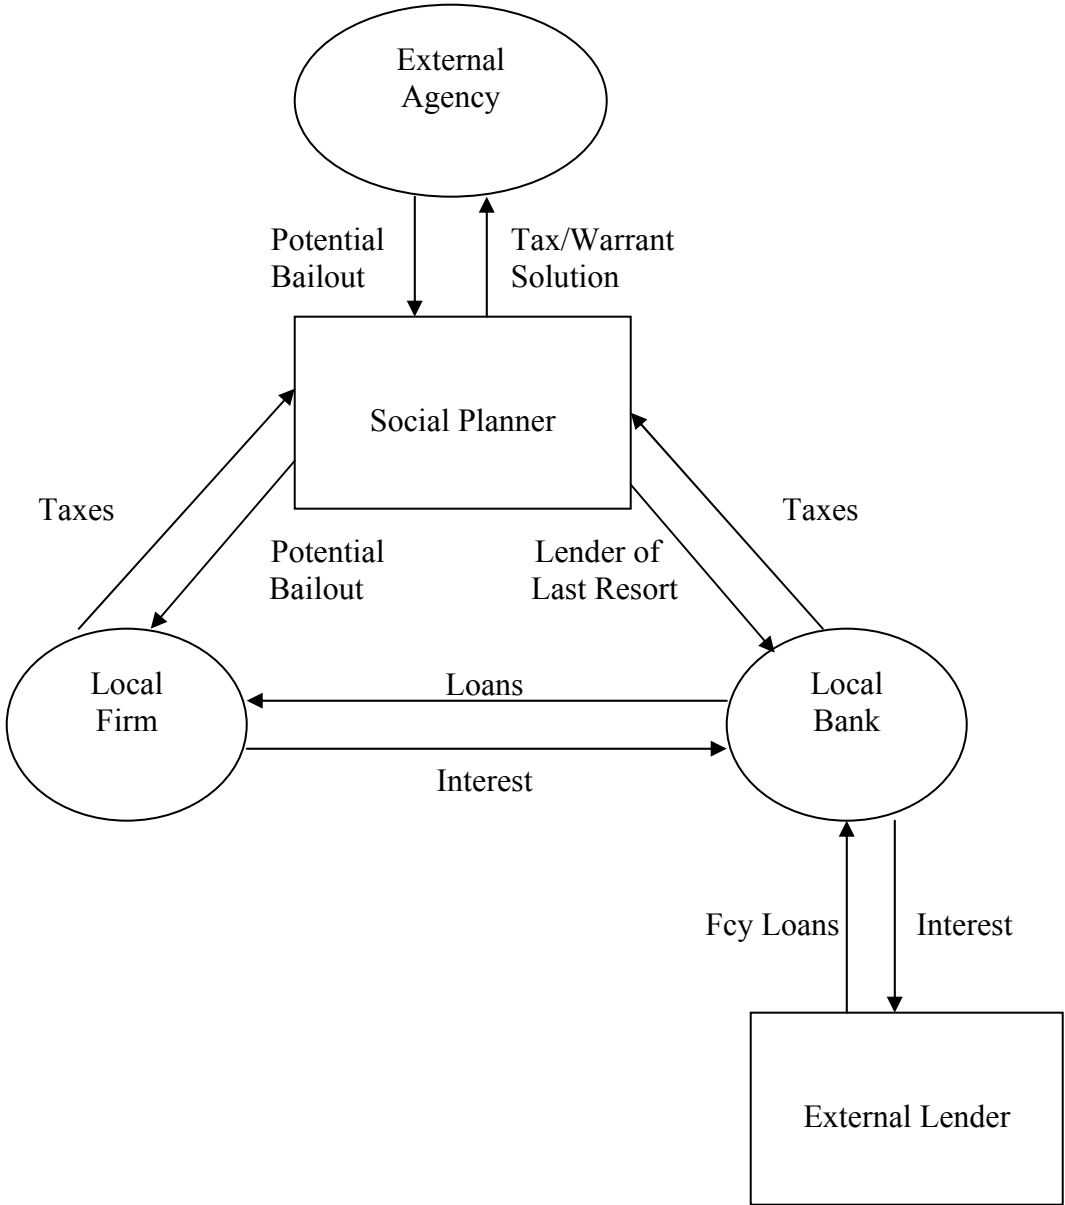 External
Agency
Potential
Bailout
Tax/Warrant
Solution
Social Planner
Taxes
Taxes
Potential
Bailout
Lender of
Last Resort
Local
Firm
Loans
Local
Bank
Interest
Fcy Loans
Interest
External Lender